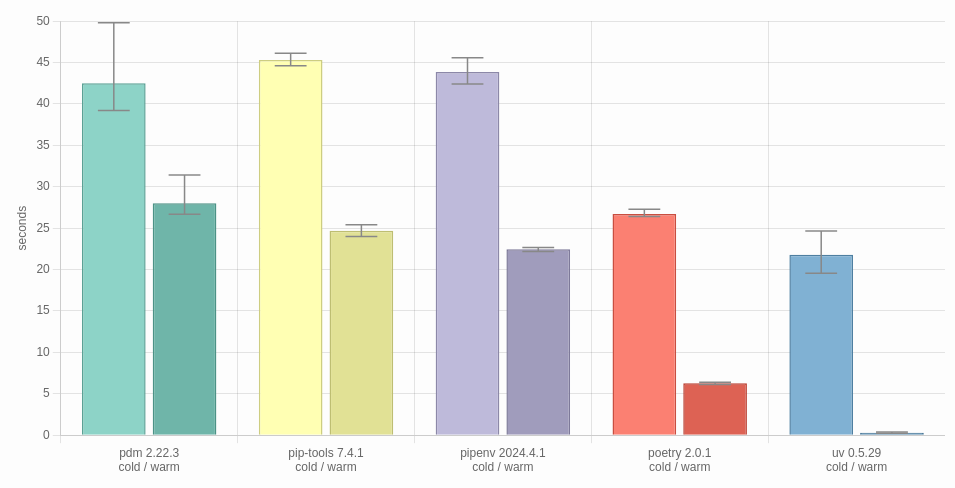 50
45
40
35
30
25
20
15
10
5
0
seconds
pdm 2.22.3
cold / warm
pip-tools 7.4.1
cold / warm
pipenv 2024.4.1
cold / warm
poetry 2.0.1
cold / warm
uv 0.5.29
cold / warm